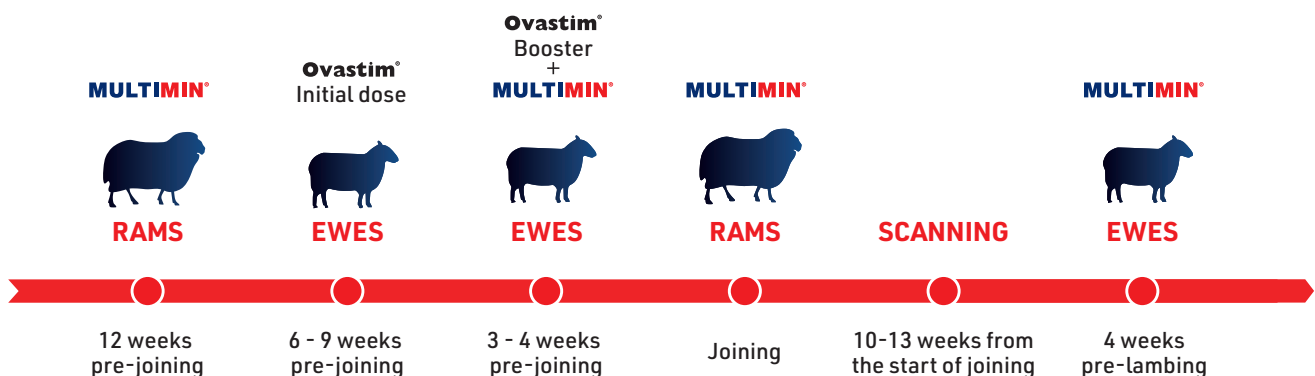 MULTIMIN®
RAMS
12 weeks
pre-joining
Ovastim®
Initial dose
EWES
6 - 9 weeks
pre-joining
Ovastim®
Booster
+
MULTIMIN®
EWES
3 - 4 weeks
pre-joining
MULTIMIN®
RAMS
Joining
SCANNING
10-13 weeks from
the start of joining
MULTIMIN®
EWES
4 weeks
pre-lambing